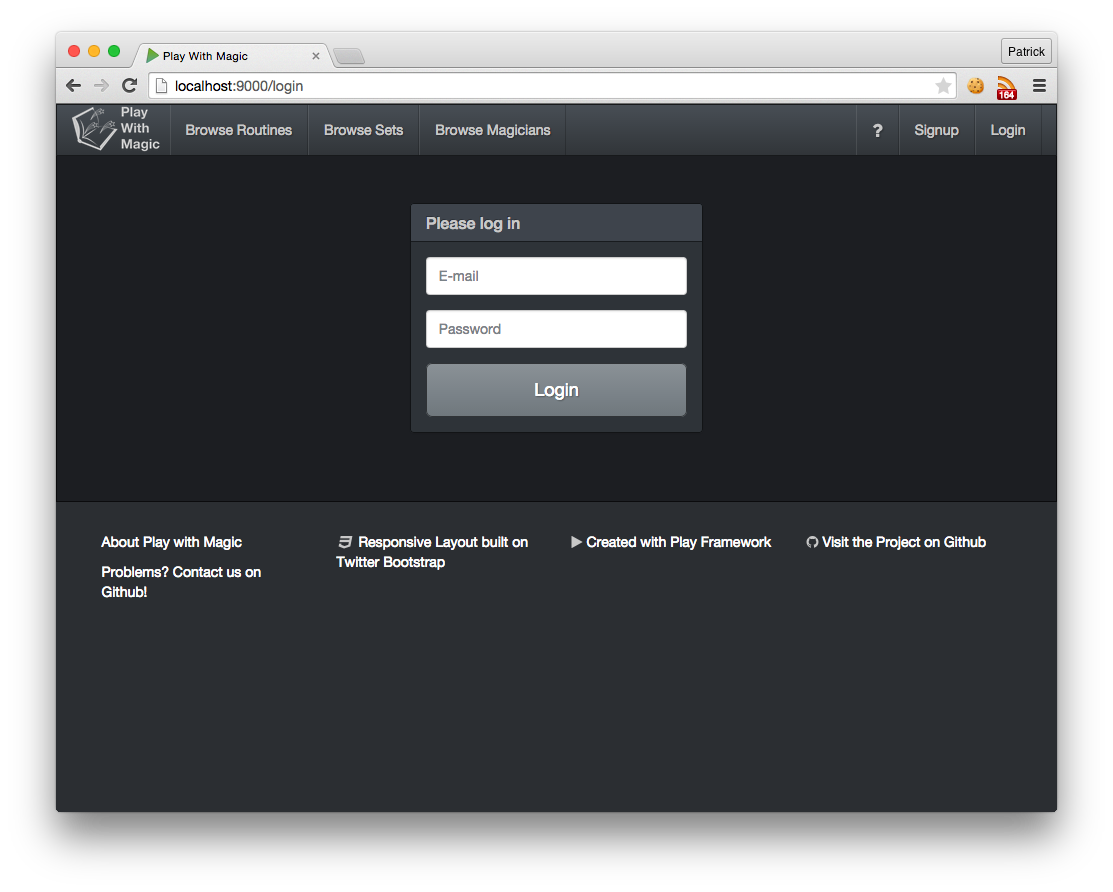 Play With Magic
Patrick
localhost:9000/login
164
Play
With
Magic
Browse Routines
Browse Sets
Browse Magicians
?
Signup
Login
Please log in
E-mail
Password
Login
About Play with Magic
Problems? Contact us on
Github!
Responsive Layout built on
Twitter Bootstrap
Created with Play Framework
Visit the Project on Github